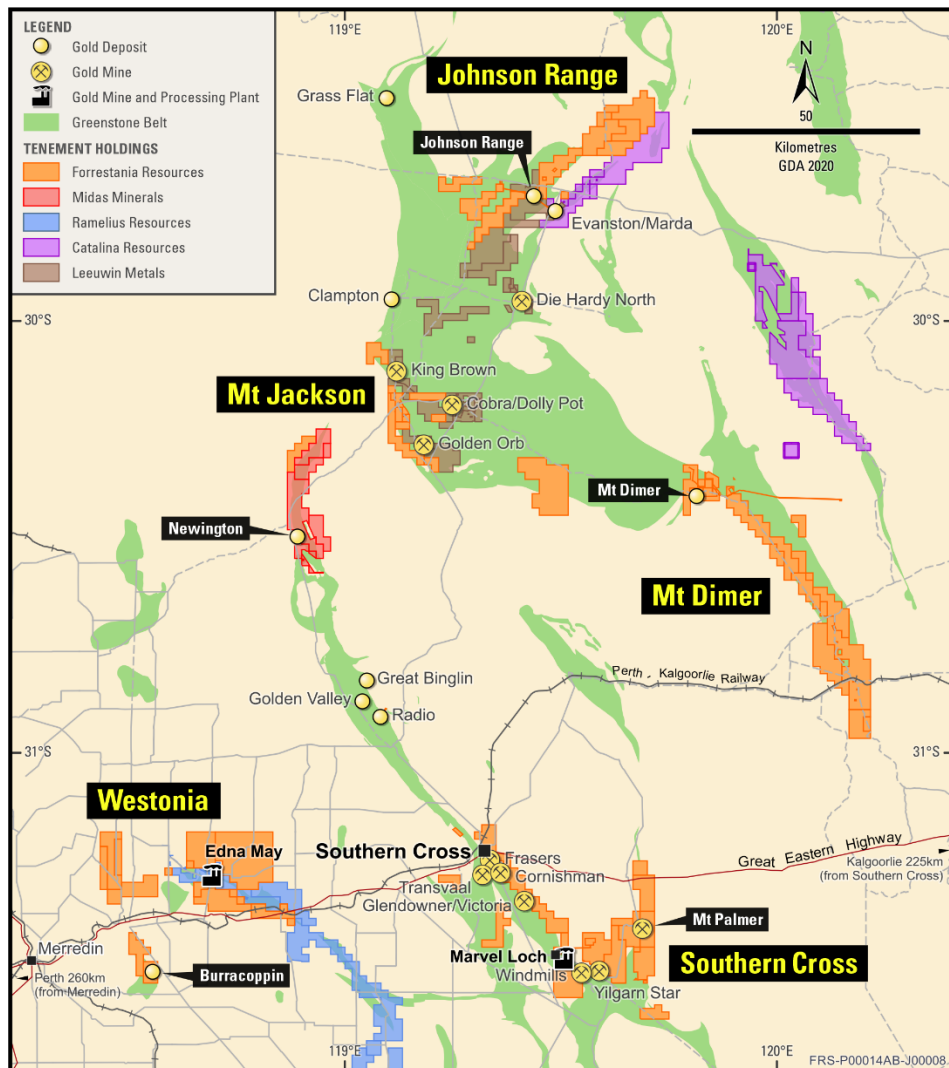 LEGEND
Gold Deposit
Gold Mine
Gold Mine and Processing Plant
Greenstone Belt
TENEMENT HOLDINGS
Forrestania Resources
Midas Minerals
Ramelius Resources
Catalina Resources
Leeuwin Metals
119°E
120°E
N
50
Kilometres
GDA 2020
Johnson Range
Grass Flat
Johnson Range
Evanston/Marda
Clampton
Die Hardy North
30°S
30°S
King Brown
Mt Jackson
Cobra/Dolly Pot
Golden Orb
Mt Dimer
Newington
Mt Dimer
Perth - Kalgoorlie Railway
Great Binglin
Golden Valley
Radio
31°S
31°S
Westonia
Edna May
Southern Cross
Frasers
Cornishman
Great Eastern Highway
Kalgoorlie 225km
(from Southern Cross)
Transvaal
Glendowner/Victoria
Mt Palmer
Merredin
Marvel Loch
Southern Cross
Perth 260km
(from Merredin)
Burracoppin
Windmills
Yilgarn Star
119°E
120°E
FRS-P00014AB-J00008